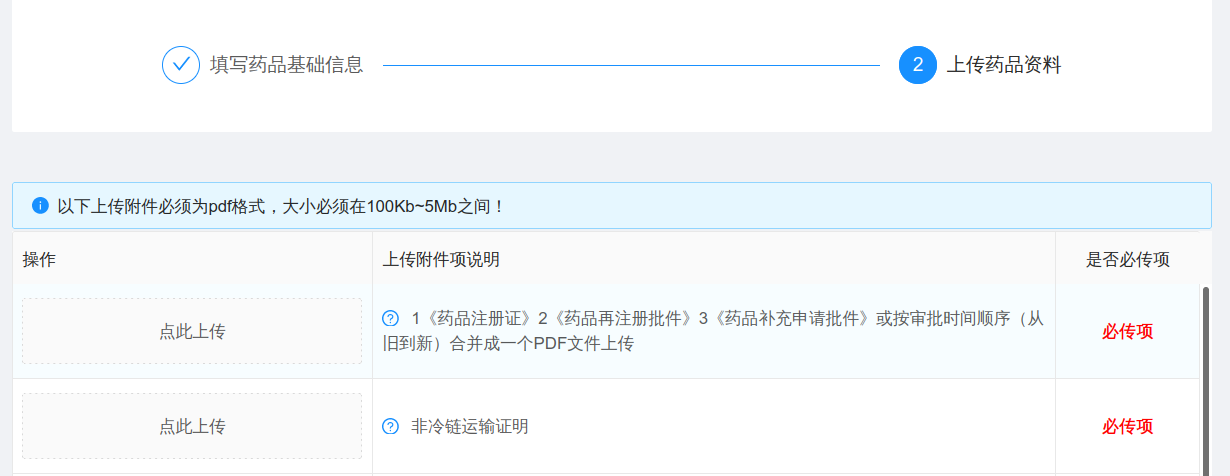 填写药品基础信息
2 上传药品资料
以下上传附件必须为pdf格式，大小必须在100Kb~5Mb之间！
操作 上传附件项说明 是否必传项
点此上传
1《药品注册证》2《药品再注册批件》3《药品补充申请批件》或按审批时间顺序（从
旧到新）合并成一个PDF文件上传
必传项
点此上传
非冷链运输证明
必传项